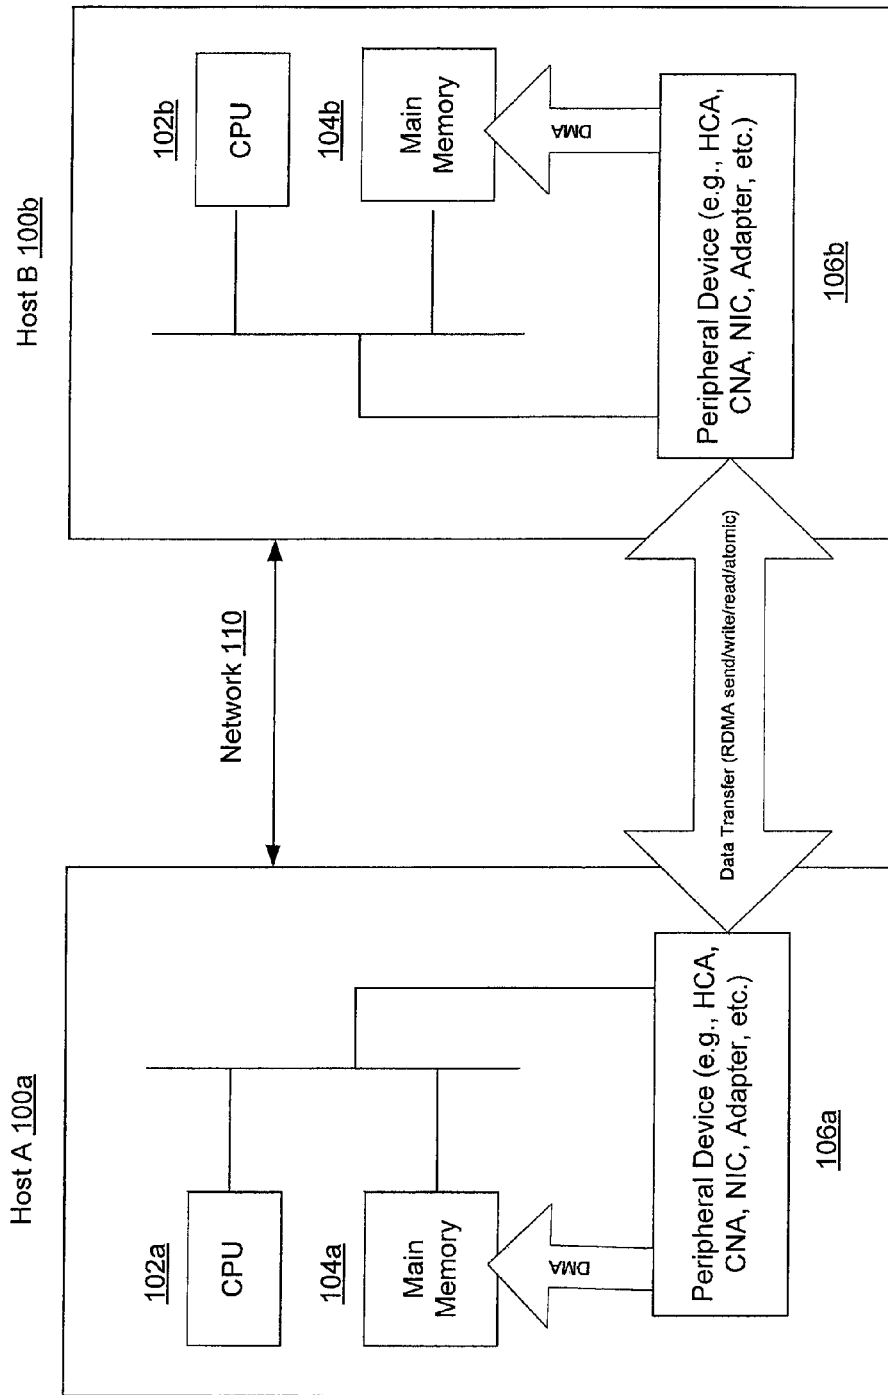 Host A 100a
102a
CPU
104a
Main
Memory
DMA
Peripheral Device (e.g., HCA,
CNA, NIC, Adapter, etc.)
106a
Network 110
Data Transfer (RDMA send/write/read/atomic)
Host B 100b
102b
CPU
104b
Main
Memory
DMA
Peripheral Device (e.g., HCA,
CNA, NIC, Adapter, etc.)
106b